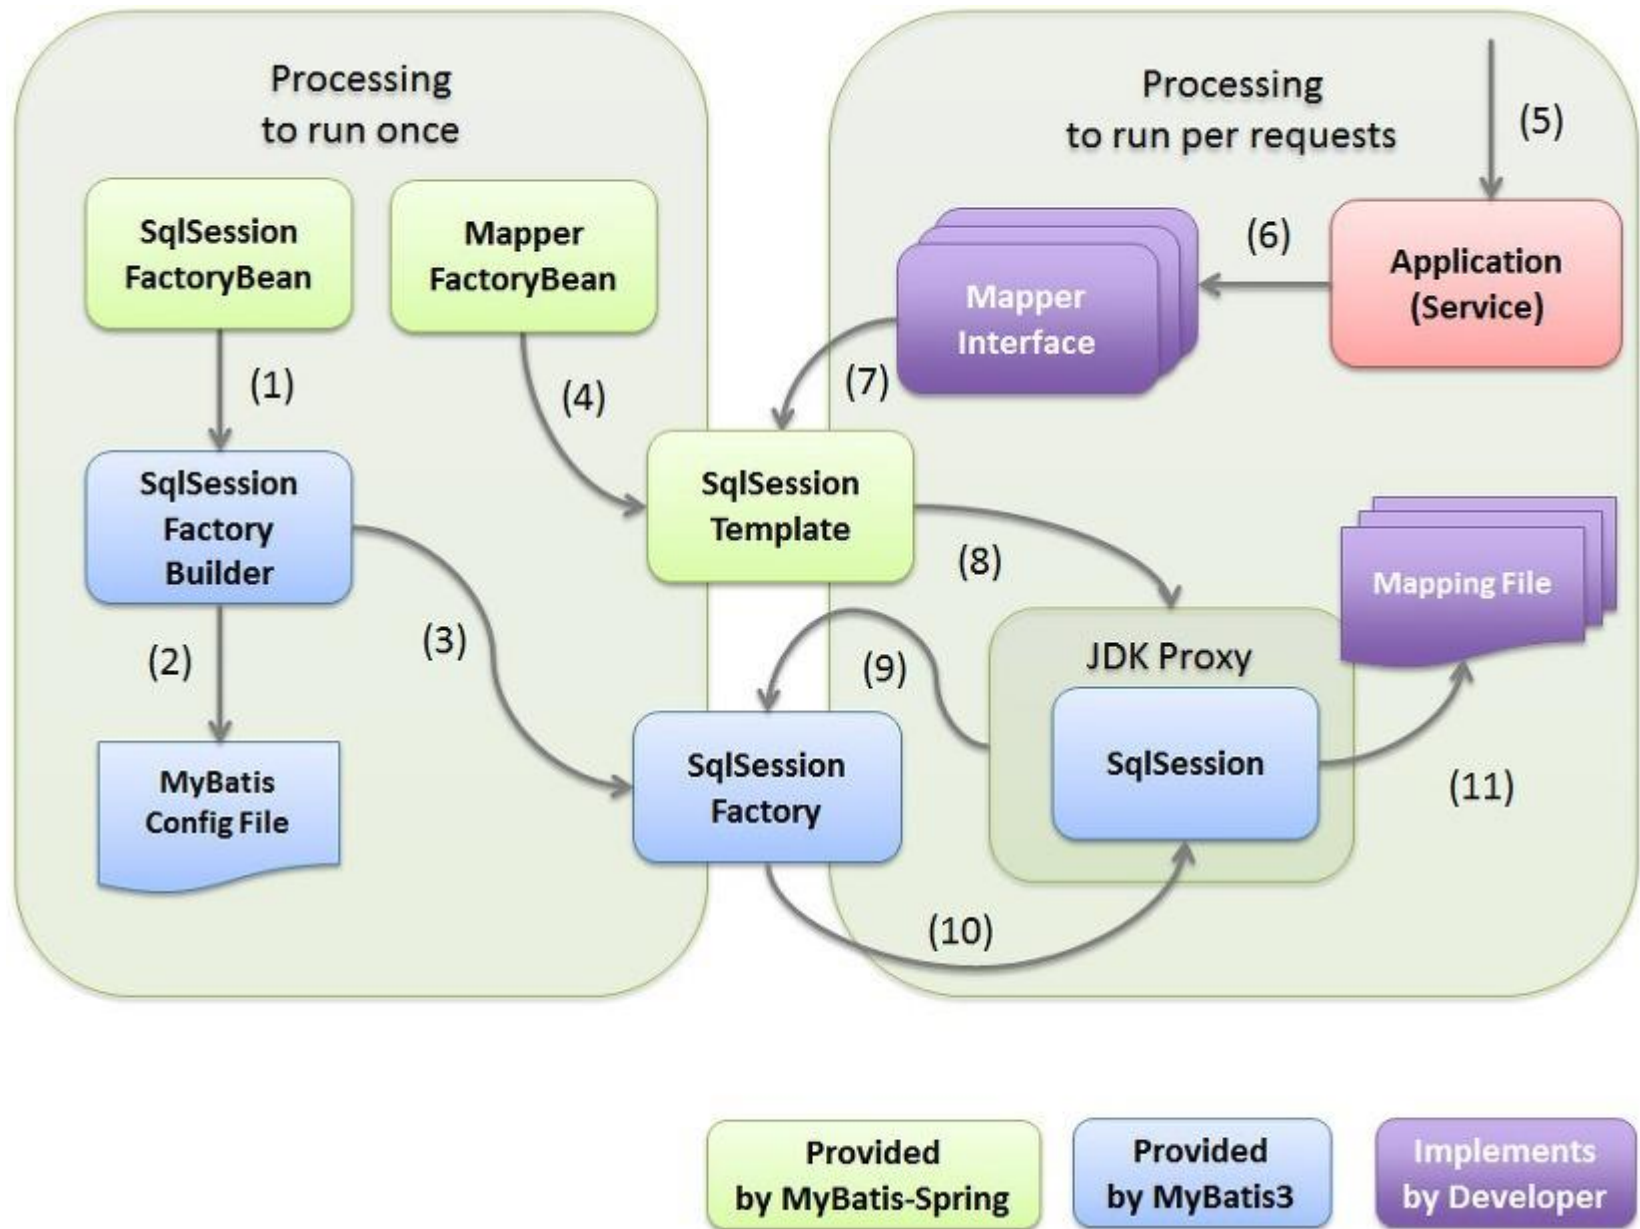 Processing
to run once
SqlSession
FactoryBean
Mapper
FactoryBean
(1)
(4)
SqlSession
Factory
Builder
(2)
(3)
MyBatis
Config File
Processing
to run per requests
(5)
Application
(Service)
(6)
Mapper
Interface
(7)
SqlSession
Template
(8)
Mapping File
JDK Proxy
(9)
SqlSession
Factory
SqlSession
(11)
(10)
Provided
by MyBatis-Spring
Provided
by MyBatis3
Implements
by Developer